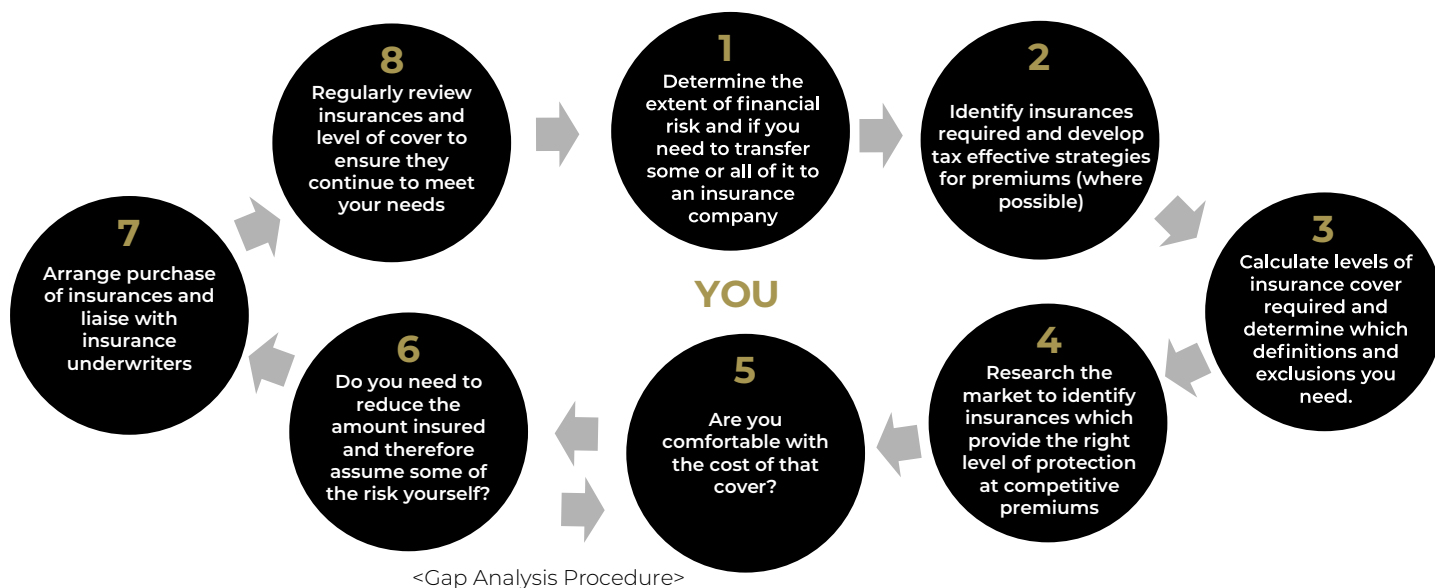 1
Determine the
extent of financial
risk and if you
need to transfer
some or all of it to
an insurance
company
2
Identify insurances
required and develop
tax effective strategies
for premiums (where
possible)
3
Calculate levels of
insurance cover
required and
determine which
definitions and
exclusions you
need.
4
Research the
market to identify
insurances which
provide the right
level of protection
at competitive
premiums
5
Are you
comfortable with
the cost of that
cover?
6
Do you need to
reduce the
amount insured
and therefore
assume some of
the risk yourself?
7
Arrange purchase
of insurances and
liaise with
insurance
underwriters
8
Regularly review
insurances and
level of cover to
ensure they
continue to meet
your needs
YOU
<Gap Analysis Procedure>